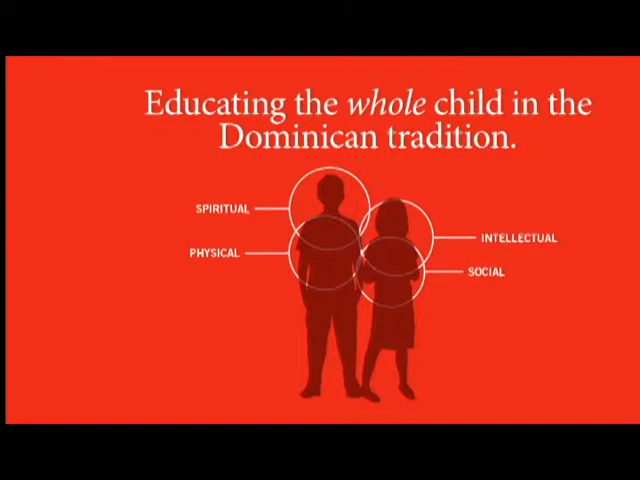 Educating the whole child in the
Dominican tradition.
SPIRITUAL
INTELLECTUAL
PHYSICAL
SOCIAL